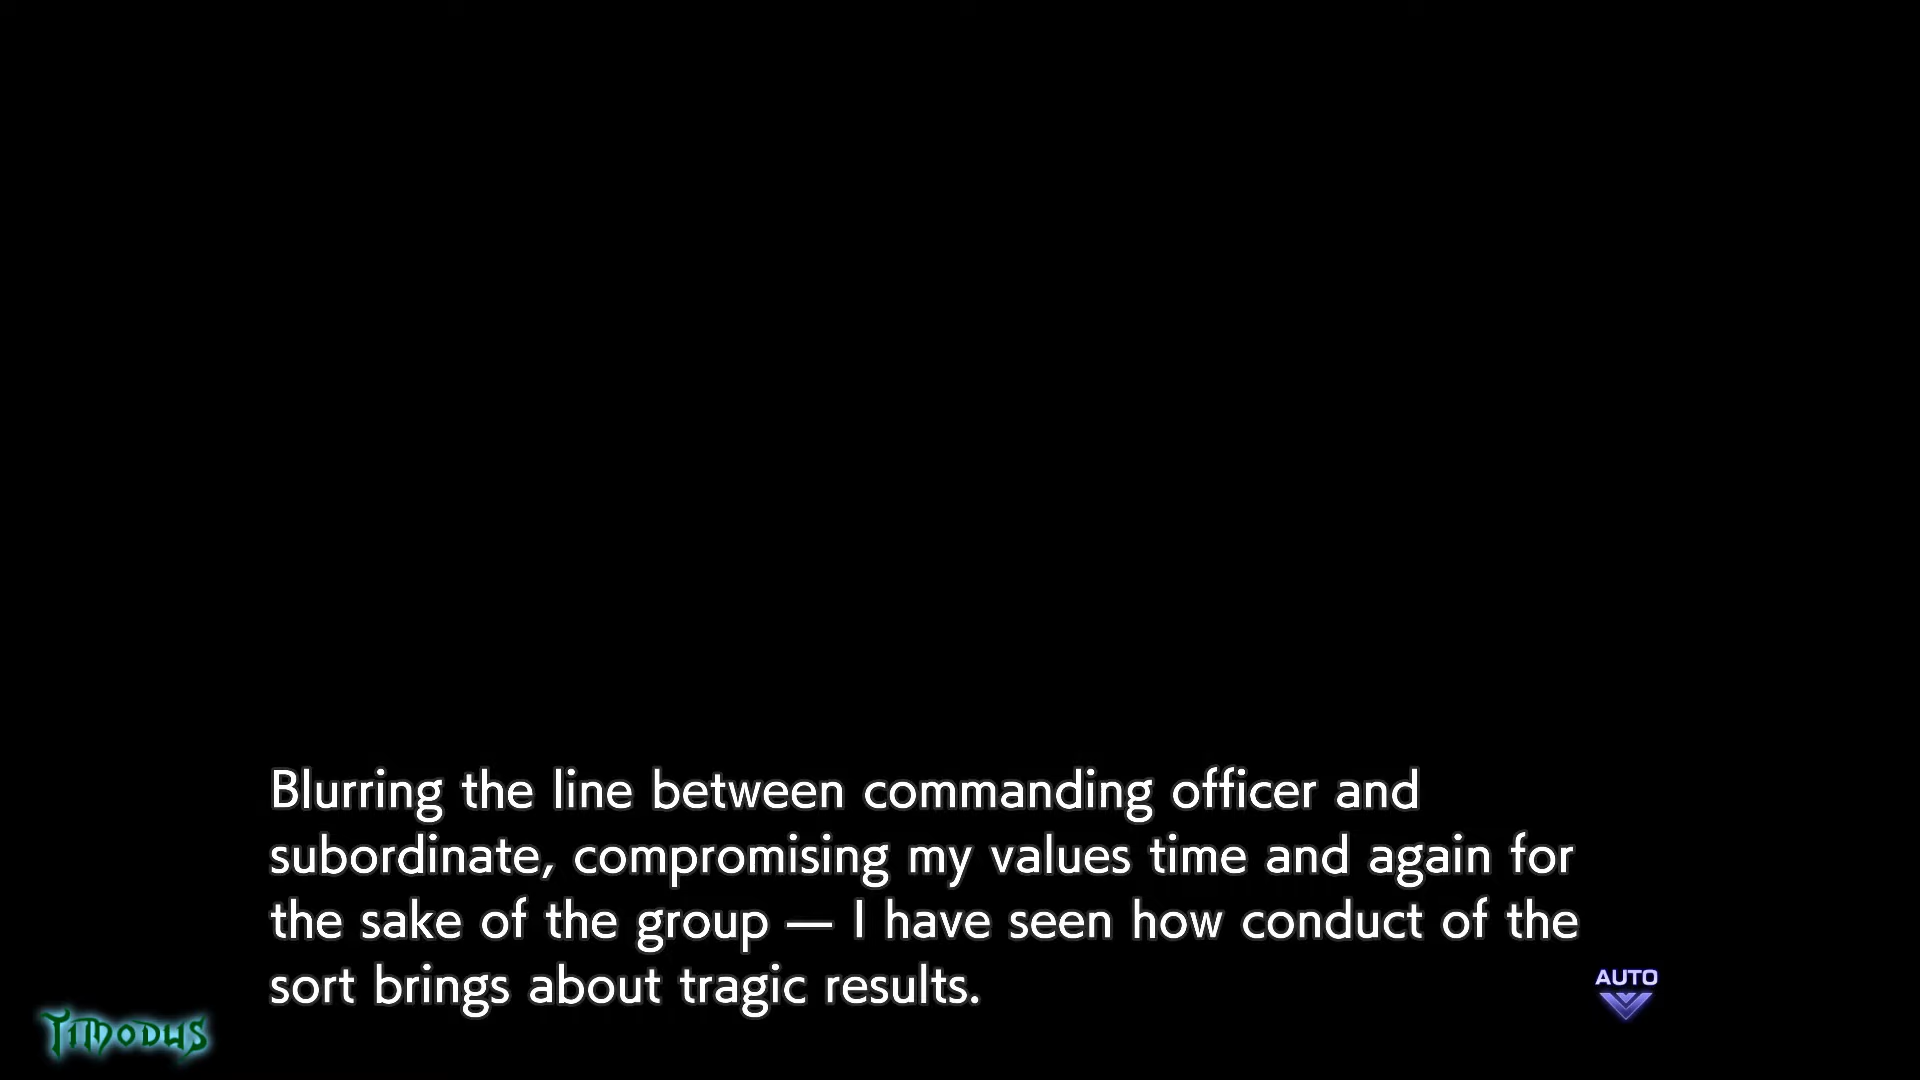 Blurring the line between commanding officer and
subordinate, compromising my values time and again for
the sake of the group — I have seen how conduct of the
sort brings about tragic results.
AUTO
TIMODUS